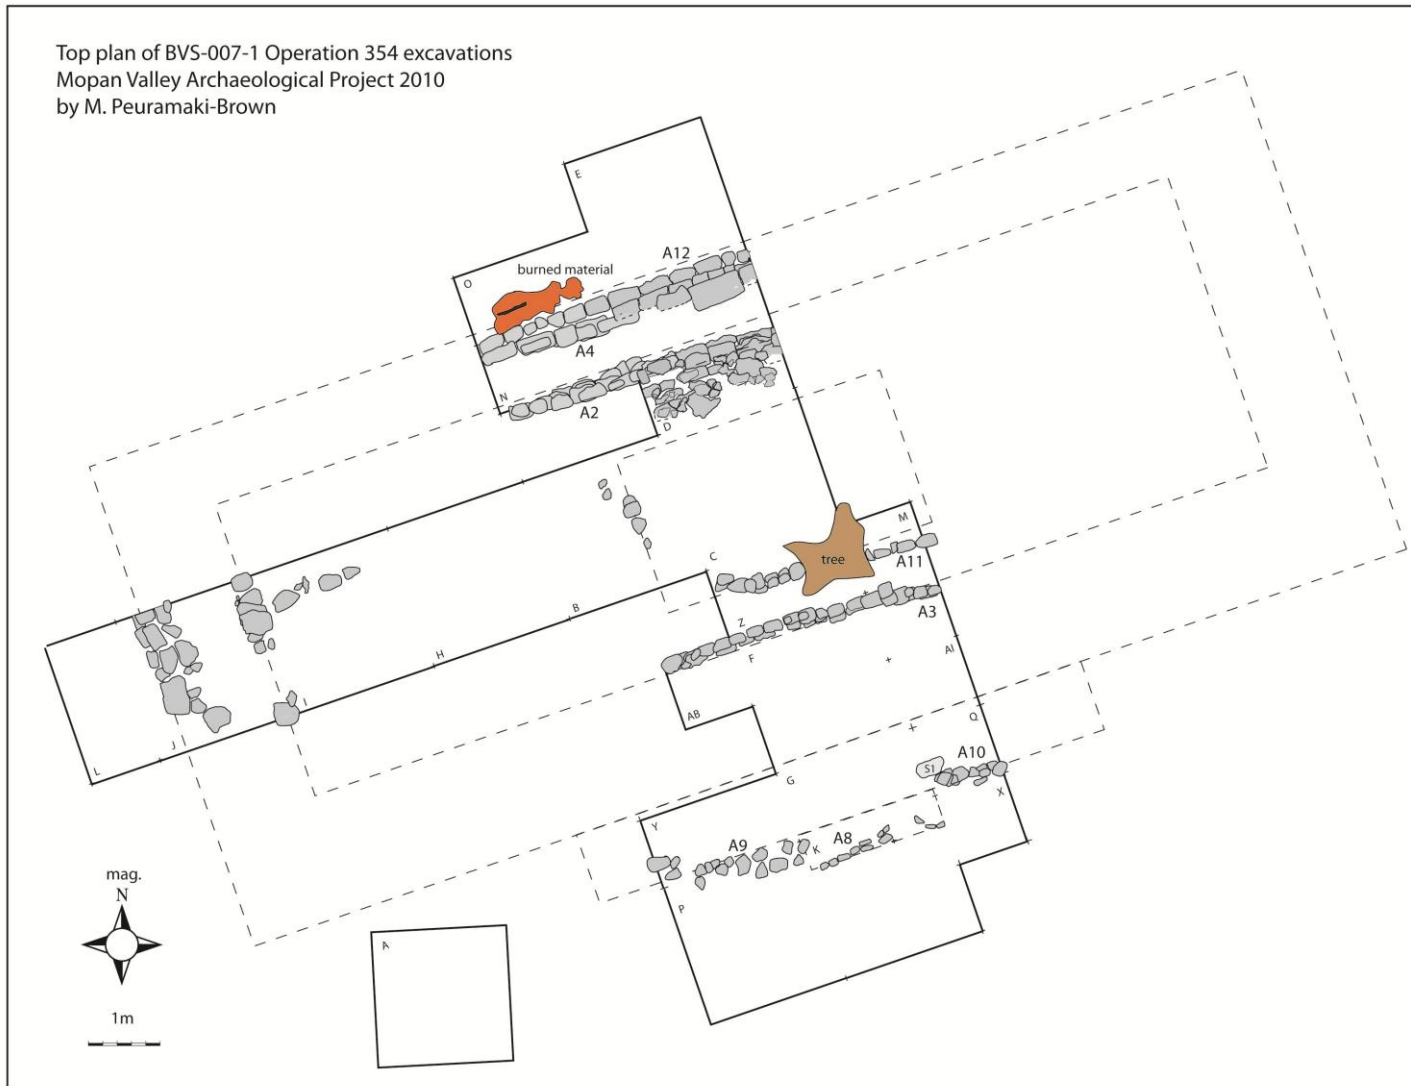 Top plan of BVS-007-1 Operation 354 excavations
Mopan Valley Archaeological Project 2010
by M. Peuramaki-Brown
E
A12
O
burned material
A4
N
A2
D
M
C
tree
A11
B
Z
A3
H
F
AI
AB
Q
J
A10
L
S1
G
X
Y
A9
A8
K
mag.
N
P
A
1m